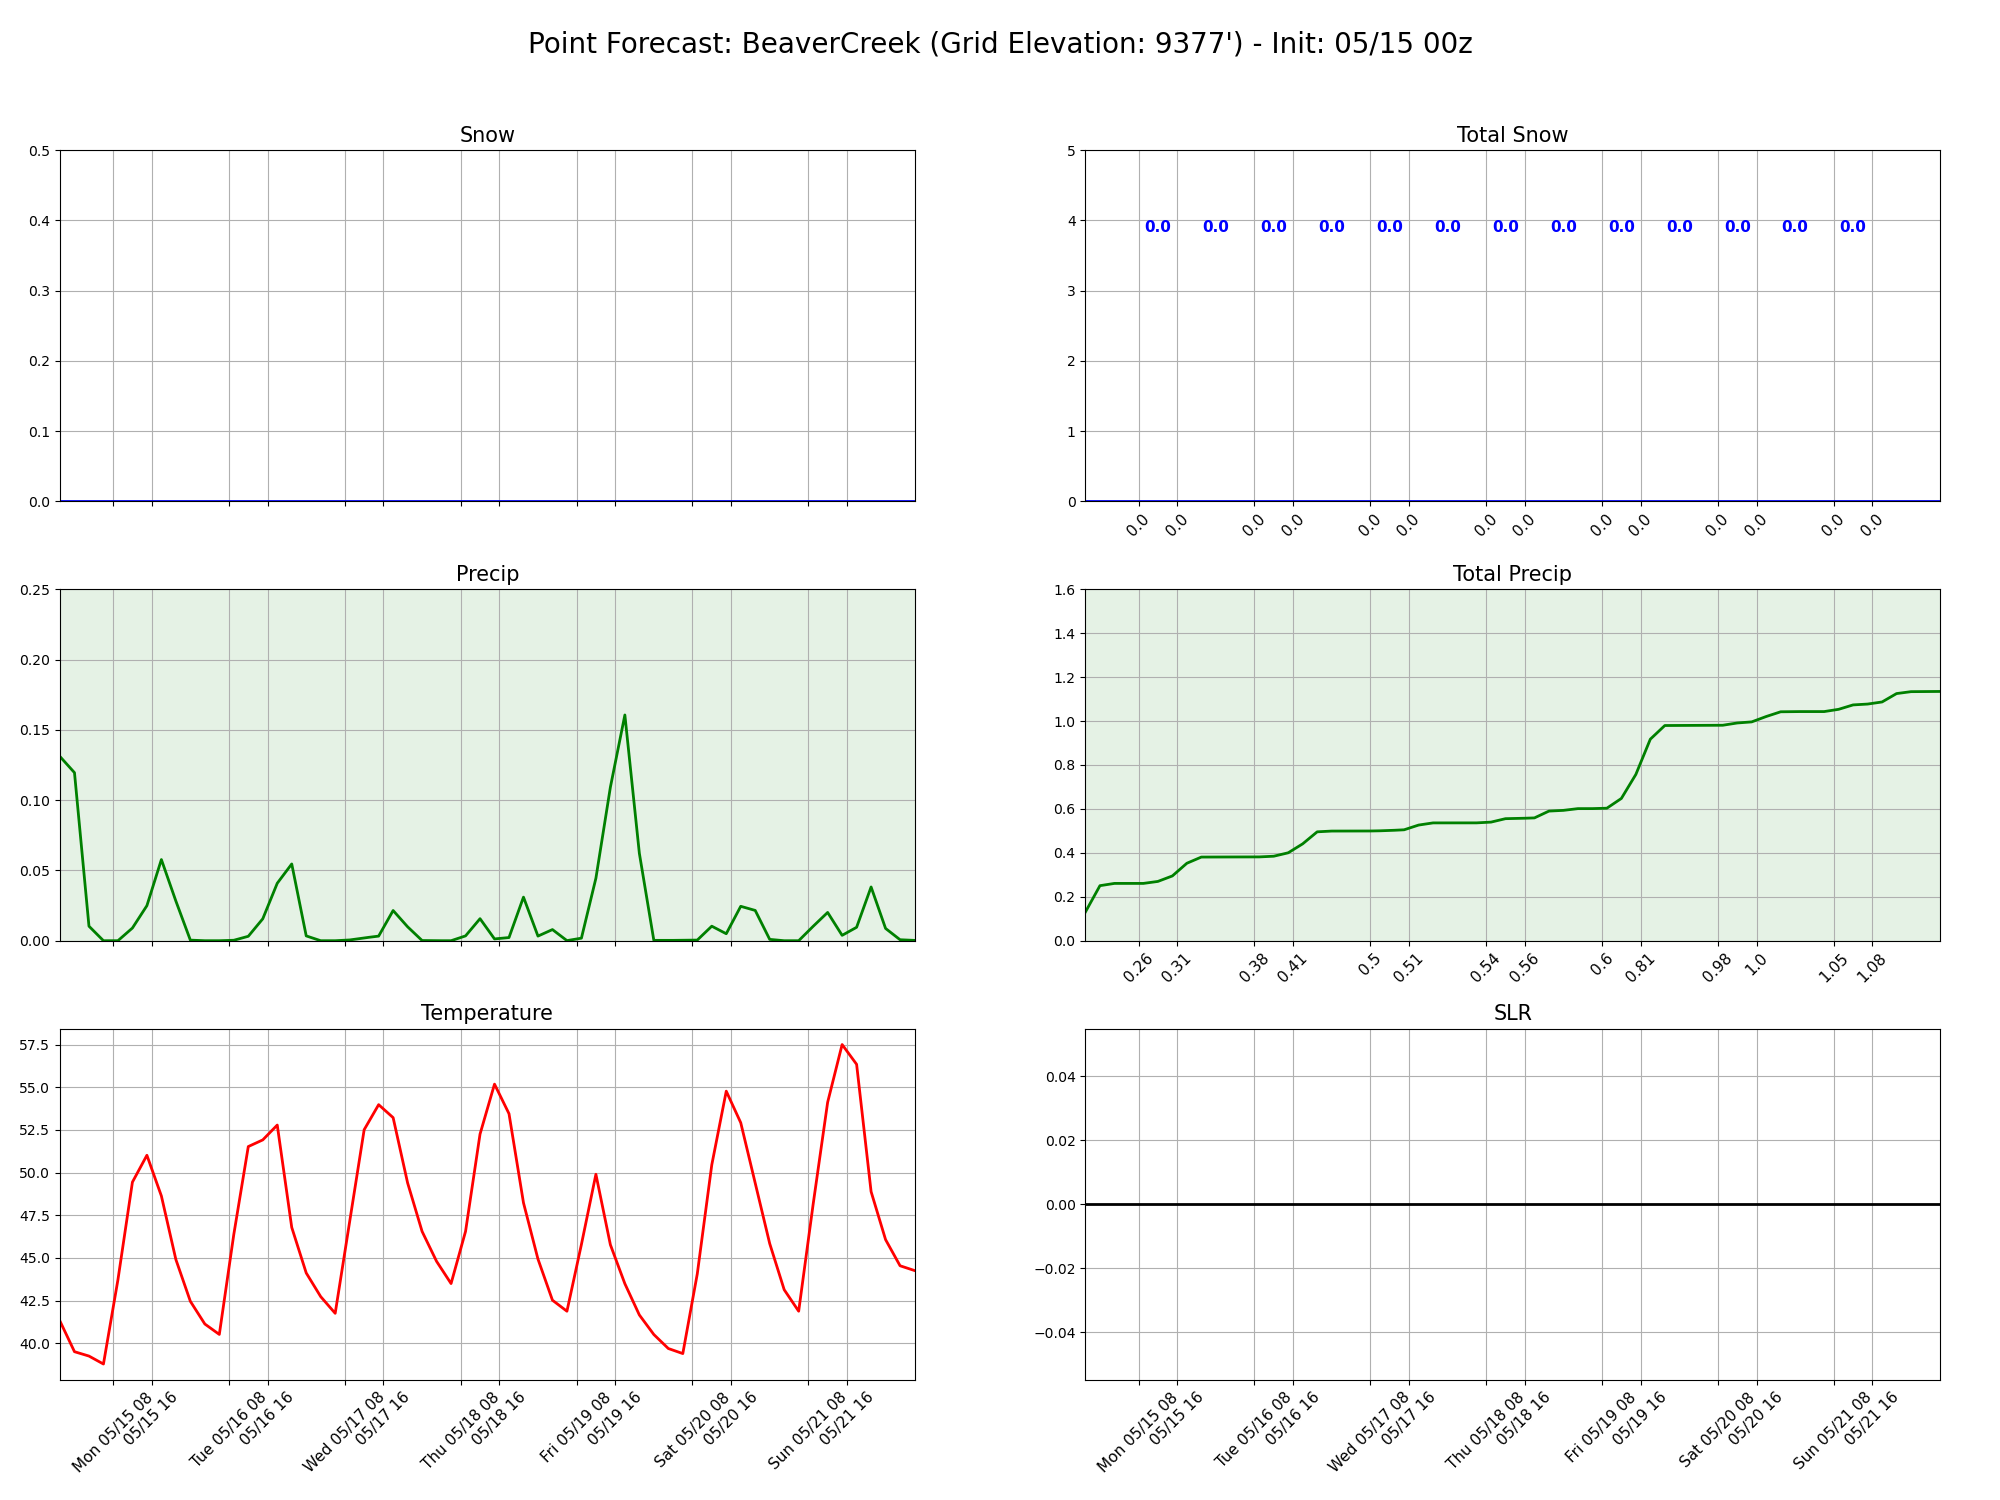 Point Forecast: BeaverCreek (Grid Elevation: 9377') - Init: 05/15 00z
Snow
0.5
0.4
0.3
0.2
0.1
0.0
Total Snow
5
4
3
2
1
0
0.0 0.0 0.0 0.0 0.0 0.0 0.0 0.0 0.0 0.0 0.0 0.0 0.0
0.0 0.0 0.0 0.0 0.0 0.0 0.0 0.0 0.0 0.0 0.0 0.0 0.0 0.0
Precip
0.25
0.20
0.15
0.10
0.05
0.00
Total Precip
1.6
1.4
1.2
1.0
0.8
0.6
0.4
0.2
0.0
0.26 0.31 0.38 0.41 0.5 0.51 0.54 0.56 0.6 0.81 0.98 1.0 1.05 1.08
Temperature
57.5
55.0
52.5
50.0
47.5
45.0
42.5
40.0
Mon 05/15 08
05/15 16
Tue 05/16 08
05/16 16
Wed 05/17 08
05/17 16
Thu 05/18 08
05/18 16
Fri 05/19 08
05/19 16
Sat 05/20 08
05/20 16
Sun 05/21 08
05/21 16
SLR
0.04
0.02
0.00
−0.02
−0.04
Mon 05/15 08
05/15 16
Tue 05/16 08
05/16 16
Wed 05/17 08
05/17 16
Thu 05/18 08
05/18 16
Fri 05/19 08
05/19 16
Sat 05/20 08
05/20 16
Sun 05/21 08
05/21 16